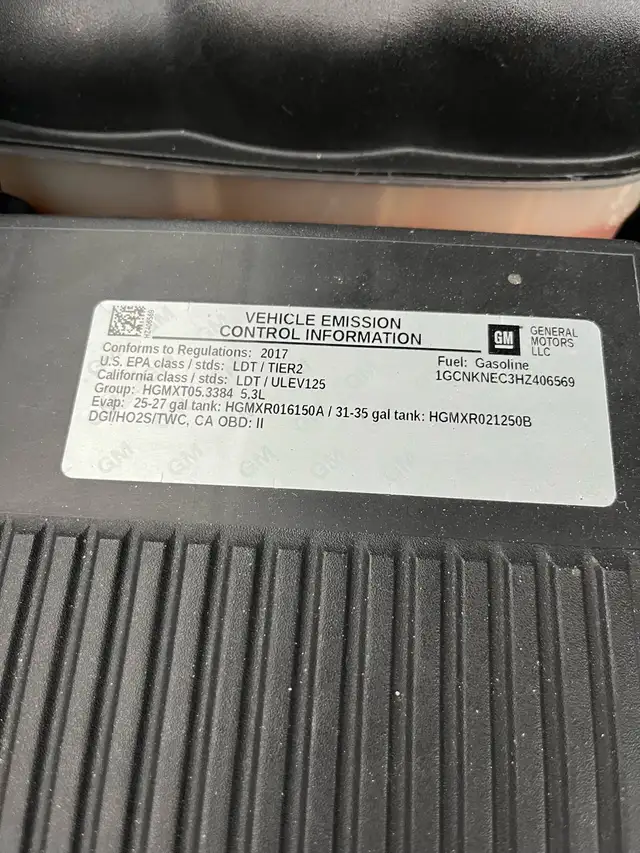 VEHICLE EMISSION
CONTROL INFORMATION
GM
GENERAL
MOTORS
LLC
Conforms to Regulations: 2017
U.S. EPA class / stds: LDT / TIER2
California class / stds: LDT / ULEV125
Group: HGMXT05.3384 5.3L
Evap: 25-27 gal tank: HGMXR016150A / 31-35 gal tank: HGMXR021250B
DGI/HO2S/TWC, CA OBD: II
Fuel: Gasoline
1GCNKNEC3HZ406569